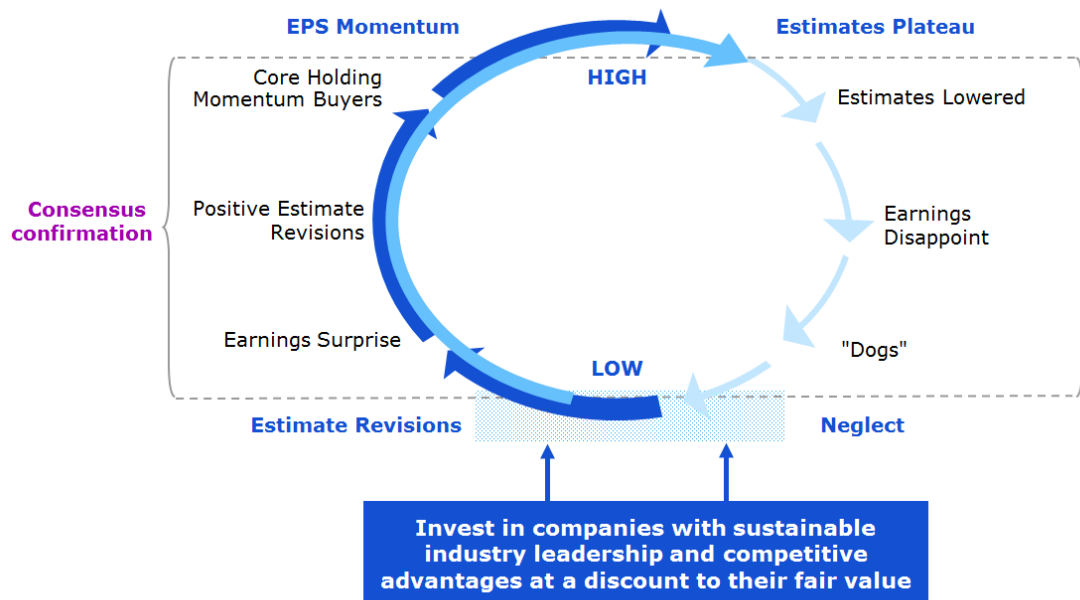 EPS Momentum
Estimates Plateau
Core Holding
Momentum Buyers
HIGH
Estimates Lowered
Consensus
confirmation
Positive Estimate
Revisions
Earnings
Disappoint
Earnings Surprise
LOW
"Dogs"
Estimate Revisions
Neglect
Invest in companies with sustainable
industry leadership and competitive
advantages at a discount to their fair value